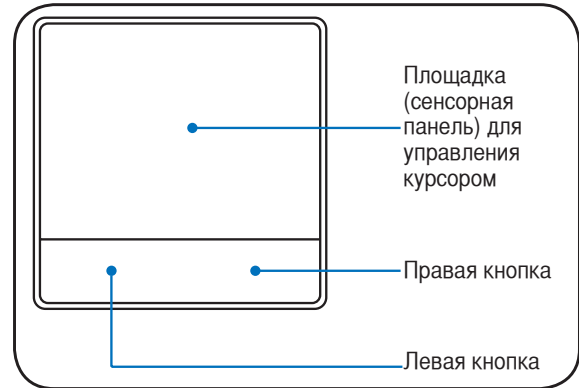 Площадка
(сенсорная
панель) для
управления
курсором
Правая кнопка
Левая кнопка